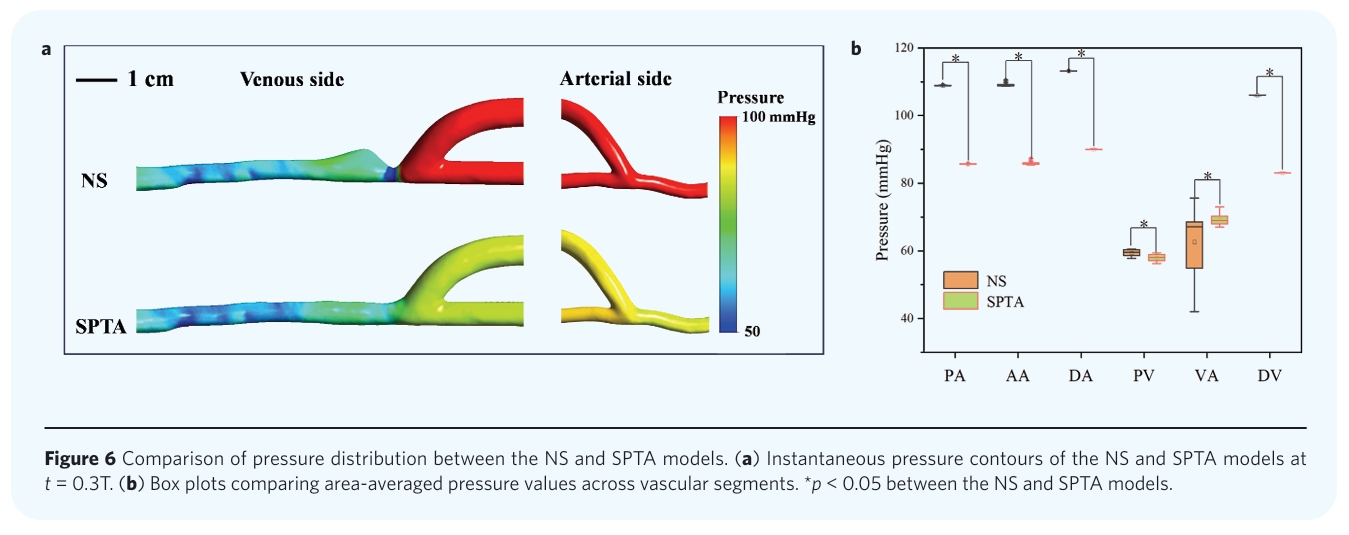 a
1 cm
Venous side
Arterial side
Pressure
100 mmHg
NS
SPTA
50
b
120
100
80
60
40
Pressure (mmHg)
*
*
*
*
*
*
NS
SPTA
PA AA DA PV VA DV
Figure 6 Comparison of pressure distribution between the NS and SPTA models. (a) Instantaneous pressure contours of the NS and SPTA models at
t = 0.3T. (b) Box plots comparing area-averaged pressure values across vascular segments. *p < 0.05 between the NS and SPTA models.